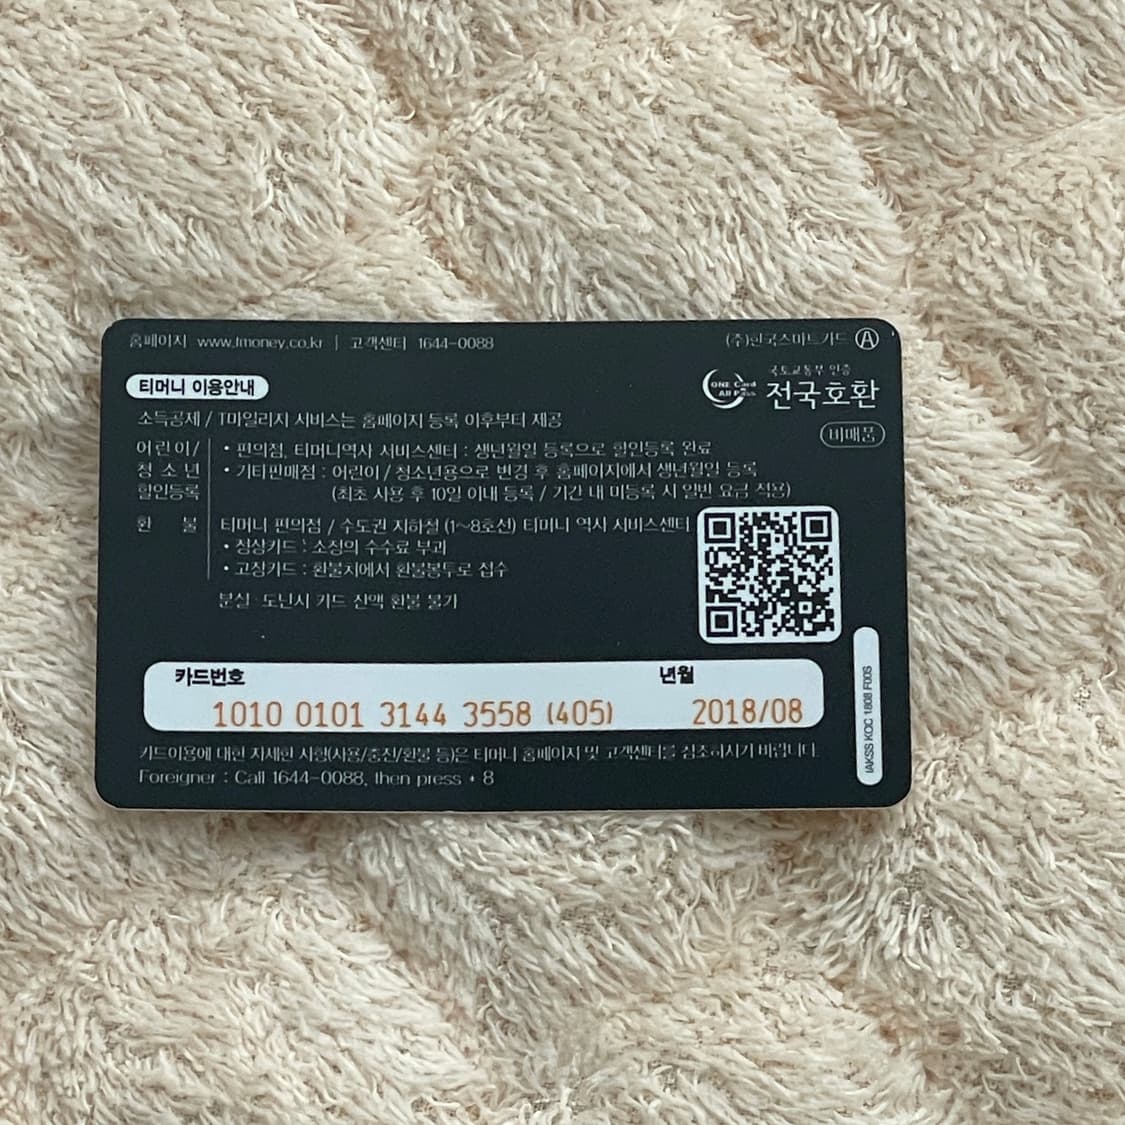 홈페이지 www.tmoney.co.kr | 고객센터 1644-0088
(주)한국스마트카드 A
티머니 이용안내
국토교통부 인증
ONE Card All Pass
전국호환
비매품
소득공제 / T마일리지 서비스는 홈페이지 등록 이후부터 제공
어린이/청소년 할인등록
• 편의점, 티머니역사 서비스센터 : 생년월일 등록으로 할인등록 완료
• 기타판매점 : 어린이 / 청소년용으로 변경 후 홈페이지에서 생년월일 등록
(최초 사용 후 10일 이내 등록 / 기간 내 미등록 시 일반 요금 적용)
환 불 티머니 편의점 / 수도권 지하철 (1~8호선) 티머니 역사 서비스센터
• 정상카드 : 소정의 수수료 부과
• 고장카드 : 환불처에서 환불봉투로 접수
분실·도난시 카드 잔액 환불 불가
카드번호 년월
1010 0101 3144 3558 (405) 2018/08
IAKSS KOC 1808 F00S
카드이용에 대한 자세한 사항(사용/충전/환불 등)은 티머니 홈페이지 및 고객센터를 참조하시기 바랍니다.
Foreigner : Call 1644-0088, then press * 8